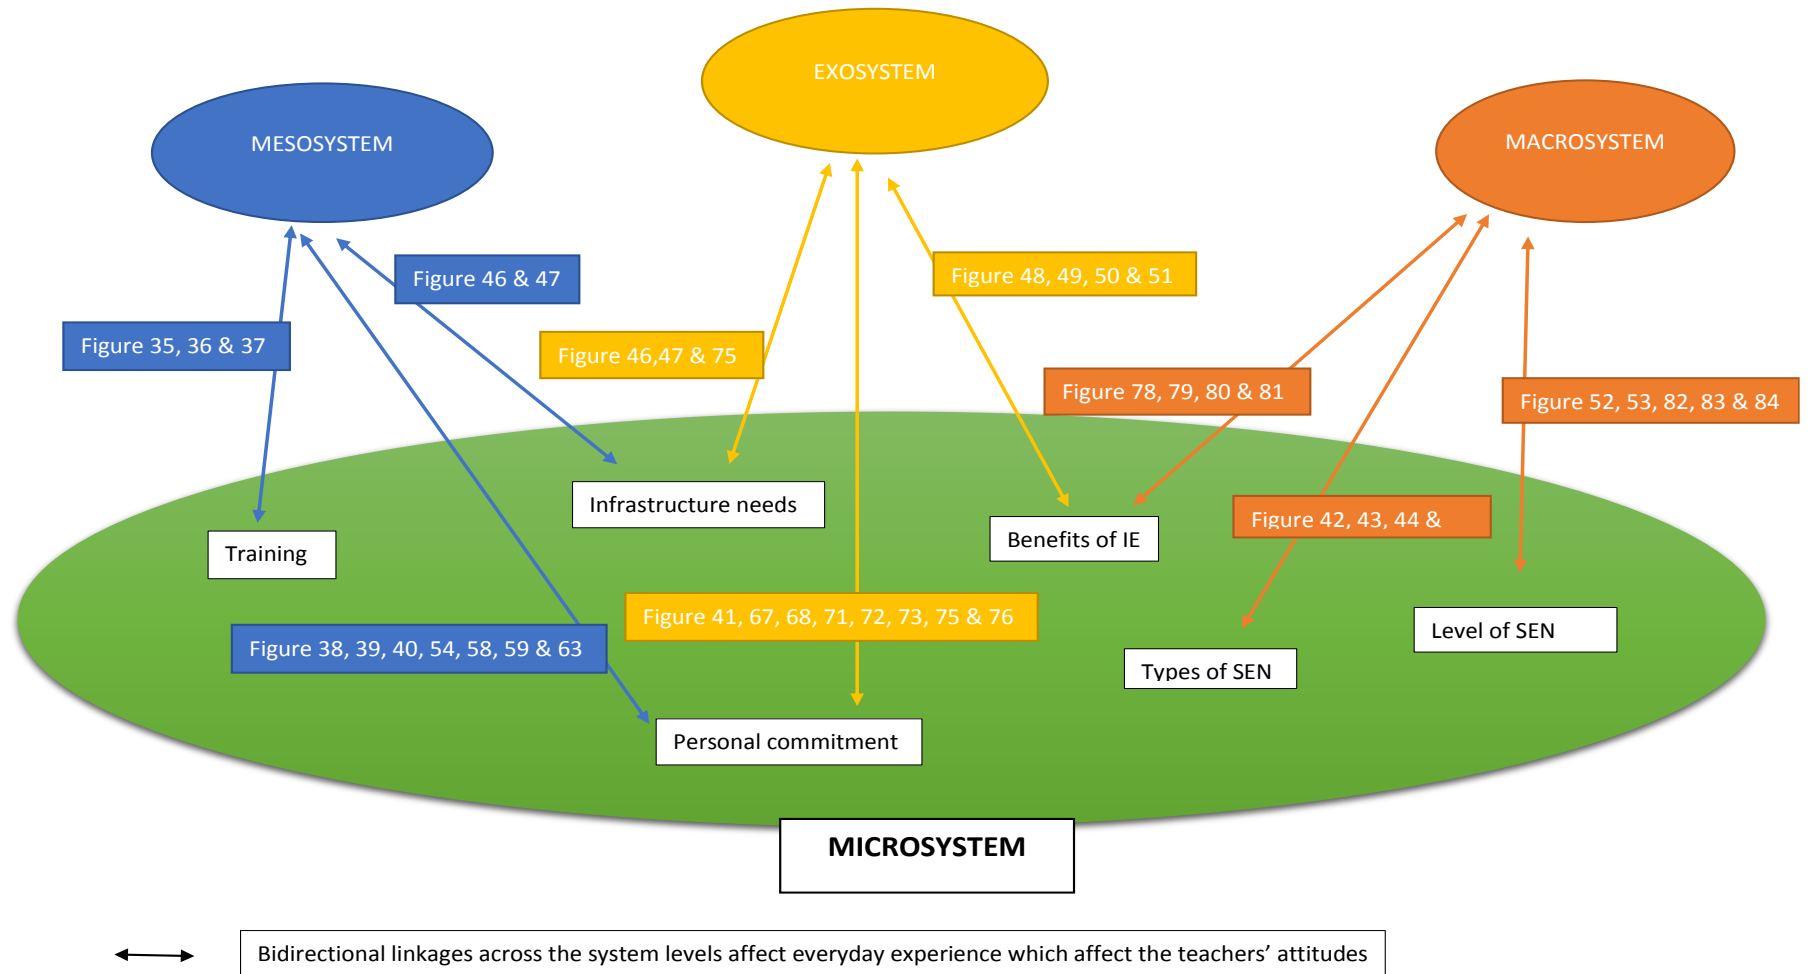 EXOSYSTEM
MESOSYSTEM
MACROSYSTEM
Figure 46 & 47
Figure 48, 49, 50 & 51
Figure 35, 36 & 37
Figure 46,47 & 75
Figure 78, 79, 80 & 81
Figure 52, 53, 82, 83 & 84
Infrastructure needs
Figure 42, 43, 44 &
Training
Benefits of IE
Figure 41, 67, 68, 71, 72, 73, 75 & 76
Level of SEN
Figure 38, 39, 40, 54, 58, 59 & 63
Types of SEN
Personal commitment
MICROSYSTEM
Bidirectional linkages across the system levels affect everyday experience which affect the teachers’ attitudes